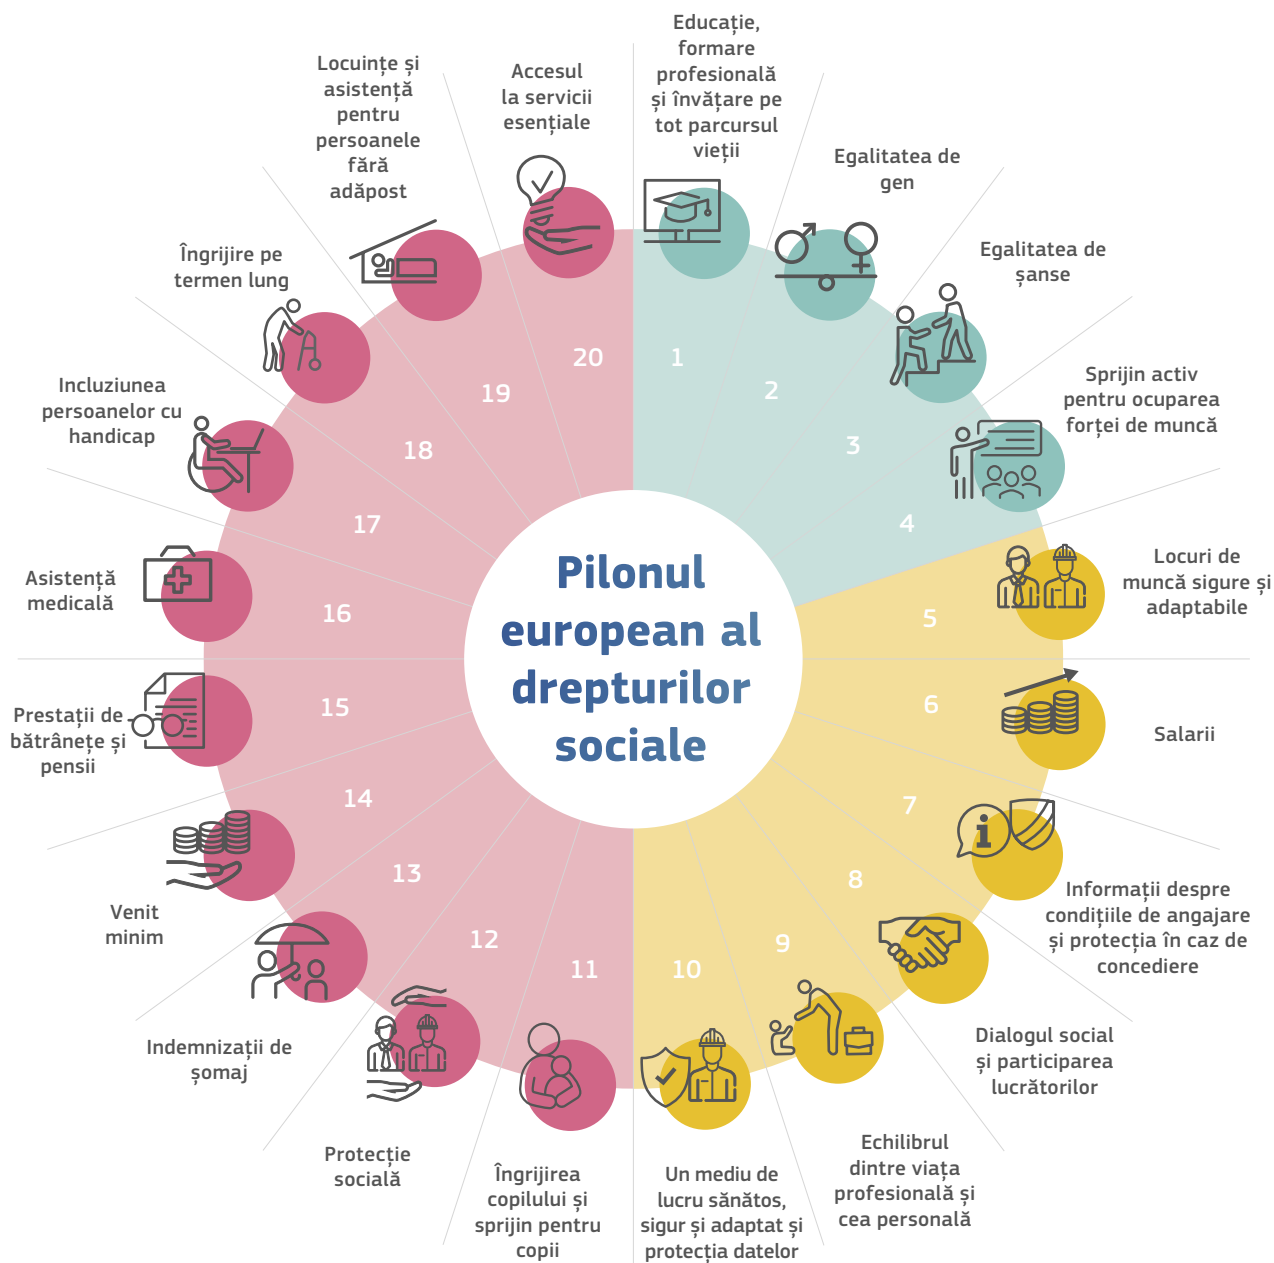 Pilonul
european al
drepturilor
sociale
1
Educație,
formare
profesională
și învățare pe
tot parcursul
vieții
2
Egalitatea de
gen
3
Egalitatea de
șanse
4
Sprijin activ
pentru ocuparea
forței de muncă
5
Locuri de
muncă sigure și
adaptabile
6
Salarii
7
Informații despre
condițiile de angajare
și protecția în caz de
concediere
8
Dialogul social
și participarea
lucrătorilor
9
Echilibrul
dintre viața
profesională și
cea personală
10
Un mediu de
lucru sănătos,
sigur și adaptat și
protecția datelor
11
Îngrijirea
copilului și
sprijin pentru
copii
12
Protecție
socială
13
Indemnizații de
șomaj
14
Venit
minim
15
Prestații de
bătrânețe și
pensii
16
Asistență
medicală
17
Incluziunea
persoanelor cu
handicap
18
Îngrijire pe
termen lung
19
Locuințe și
asistență
pentru
persoanele
fără
adăpost
20
Accesul
la servicii
esențiale